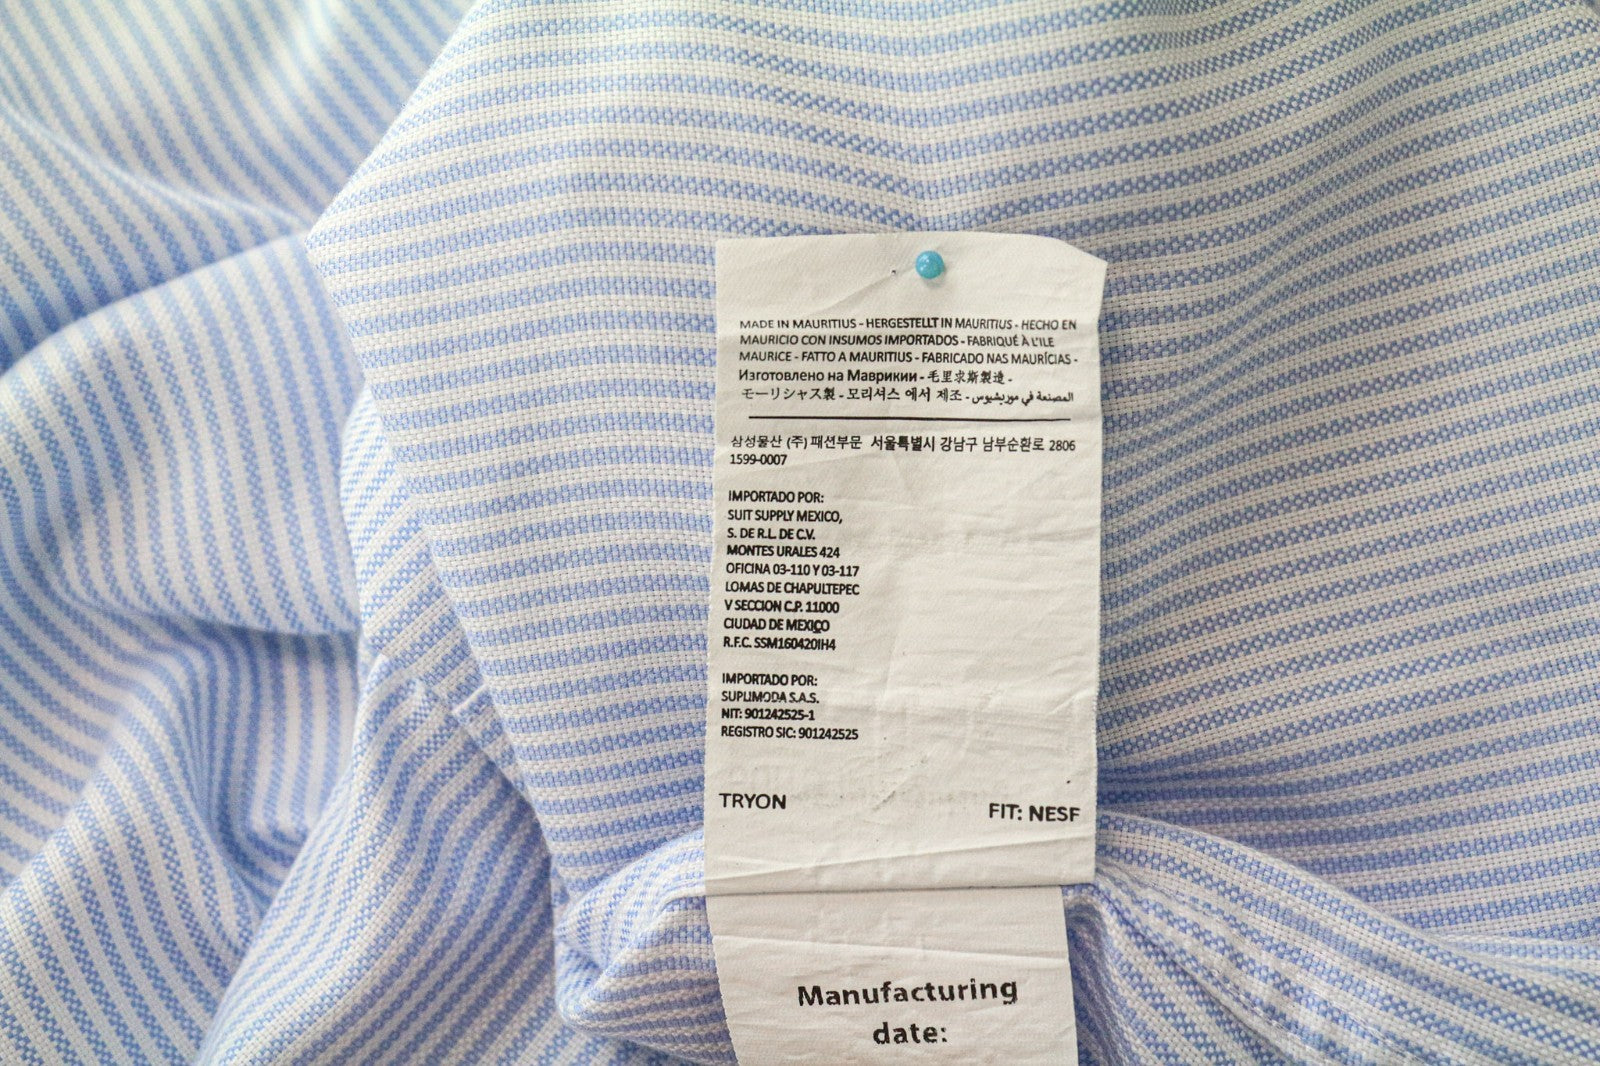 MADE IN MAURITIUS - HERGESTELLT IN MAURITIUS - HECHO EN
MAURICIO CON INSUMOS IMPORTADOS - FABRIQUÉ À L'ILE
MAURICE - FATTO A MAURITIUS - FABRICADO NAS MAURÍCIAS -
Изготовлено на Маврикии - 毛里求斯製造 -
モーリシャス製 - 모리셔스 에서 제조 - المصنعة في موريشيوس
삼성물산 (주) 패션부문 서울특별시 강남구 남부순환로 2806
1599-0007
IMPORTADO POR:
SUIT SUPPLY MEXICO,
S. DE R.L. DE C.V.
MONTES URALES 424
OFICINA 03-110 Y 03-117
LOMAS DE CHAPULTEPEC
V SECCION C.P. 11000
CIUDAD DE MEXICO
R.F.C. SSM160420IH4
IMPORTADO POR:
SUPLIMODA S.A.S.
NIT: 901242525-1
REGISTRO SIC: 901242525
TRYON FIT: NESF
Manufacturing
date: